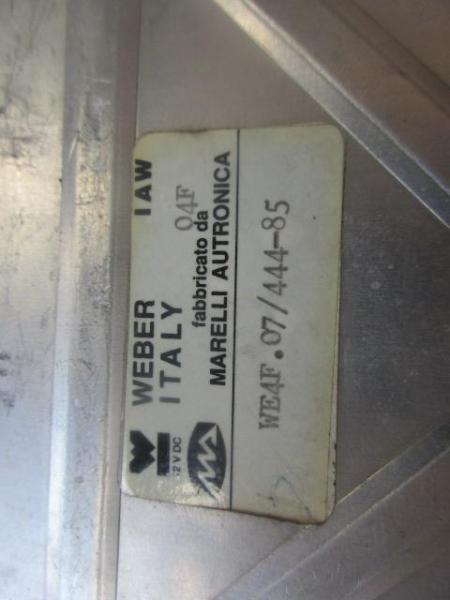 WEBER IAW
ITALY 04F
12 V DC
fabbricato da
MARELLI AUTRONICA
WE4F.07/444-85